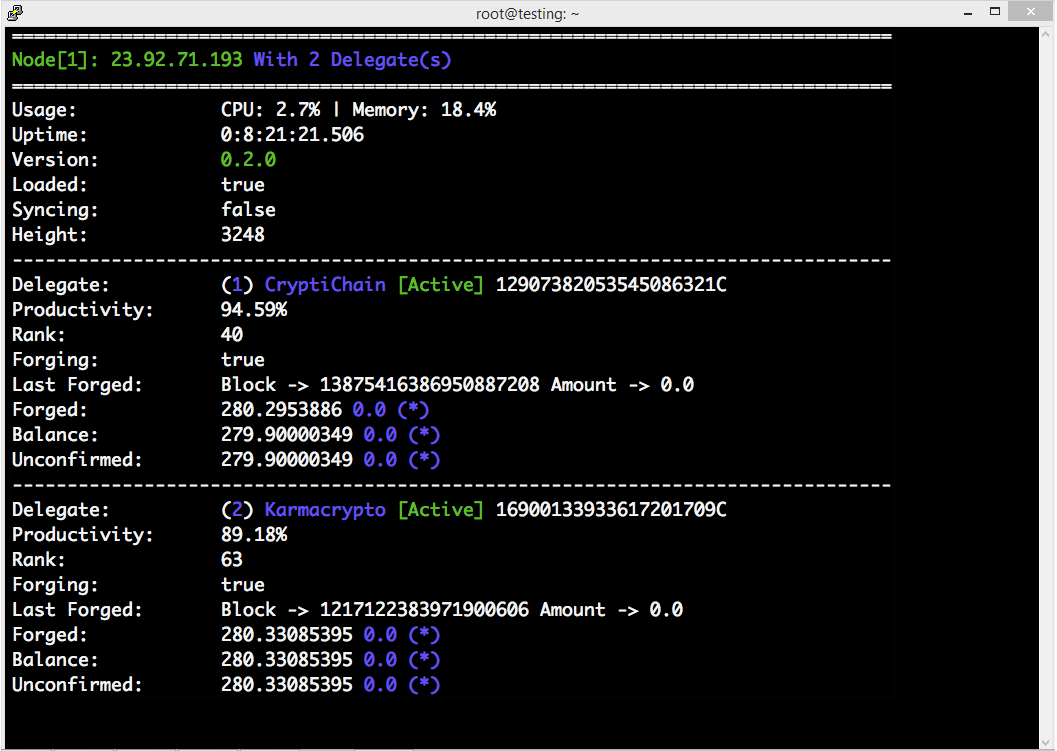 root@testing: ~
================================================================================
Node[1]: 23.92.71.193 With 2 Delegate(s)
================================================================================
Usage: CPU: 2.7% | Memory: 18.4%
Uptime: 0:8:21:21.506
Version: 0.2.0
Loaded: true
Syncing: false
Height: 3248
--------------------------------------------------------------------------------
Delegate: (1) CryptiChain [Active] 12907382053545086321C
Productivity: 94.59%
Rank: 40
Forging: true
Last Forged: Block -> 13875416386950887208 Amount -> 0.0
Forged: 280.2953886 0.0 (*)
Balance: 279.90000349 0.0 (*)
Unconfirmed: 279.90000349 0.0 (*)
--------------------------------------------------------------------------------
Delegate: (2) Karmacrypto [Active] 16900133933617201709C
Productivity: 89.18%
Rank: 63
Forging: true
Last Forged: Block -> 1217122383971900606 Amount -> 0.0
Forged: 280.33085395 0.0 (*)
Balance: 280.33085395 0.0 (*)
Unconfirmed: 280.33085395 0.0 (*)